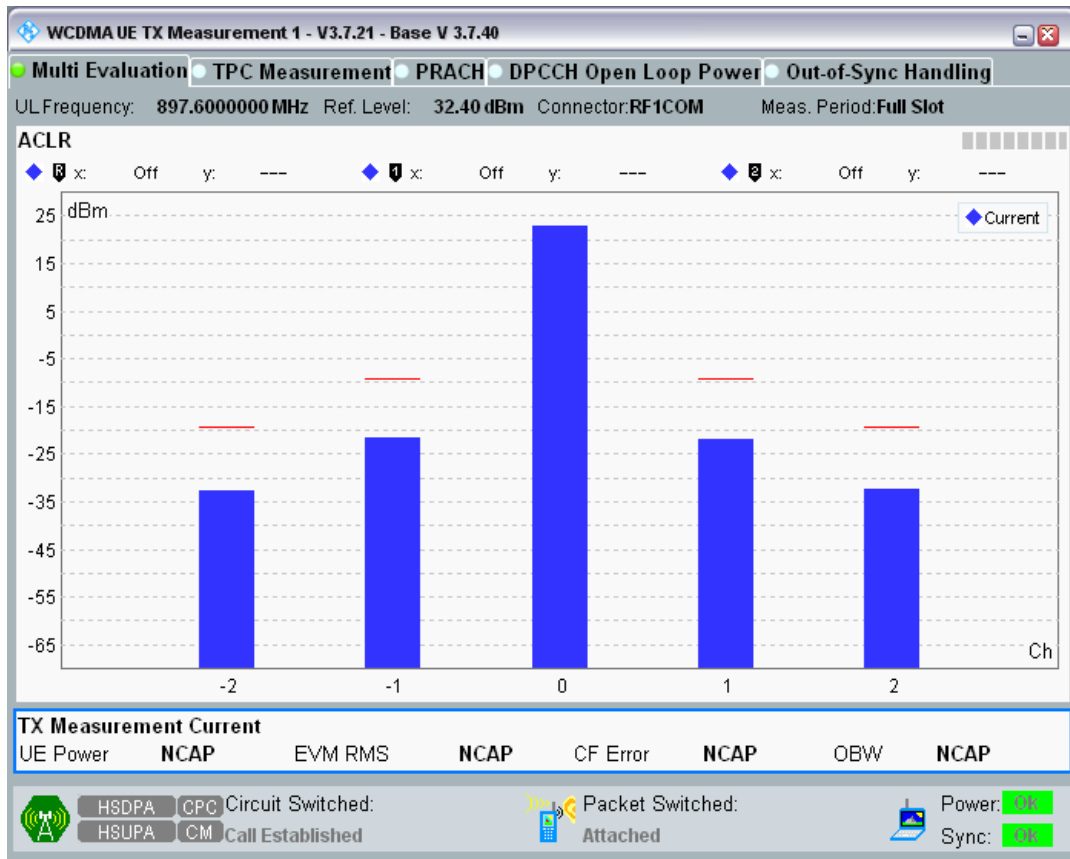 WCDMA UE TX Measurement 1 - V3.7.21 - Base V 3.7.40
Multi Evaluation TPC Measurement PRACH DPCCH Open Loop Power Out-of-Sync Handling
UL Frequency: 897.6000000 MHz Ref. Level: 32.40 dBm Connector: RF1COM Meas. Period: Full Slot
ACLR
R x: Off y: --- 1 x: Off y: --- 2 x: Off y: ---
dBm
Current
25
15
5
-5
-15
-25
-35
-45
-55
-65
Ch
-2 -1 0 1 2
TX Measurement Current
UE Power NCAP EVM RMS NCAP CF Error NCAP OBW NCAP
HSDPA CPC Circuit Switched: Packet Switched: Power: Ok
HSUPA CM Call Established Attached Sync: Ok